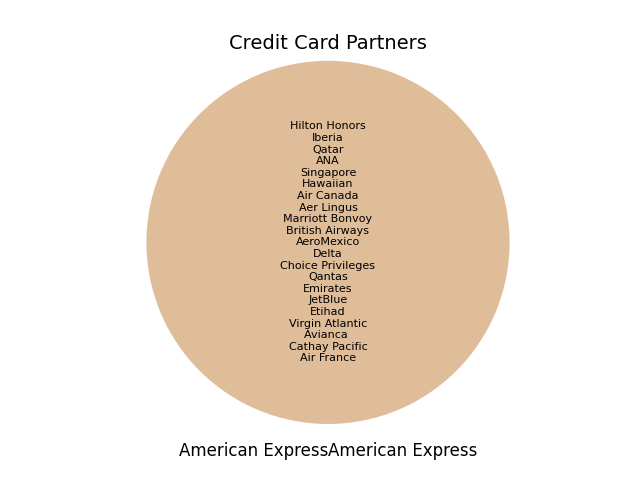 Credit Card Partners
Hilton Honors
Iberia
Qatar
ANA
Singapore
Hawaiian
Air Canada
Aer Lingus
Marriott Bonvoy
British Airways
AeroMexico
Delta
Choice Privileges
Qantas
Emirates
JetBlue
Etihad
Virgin Atlantic
Avianca
Cathay Pacific
Air France
American ExpressAmerican Express